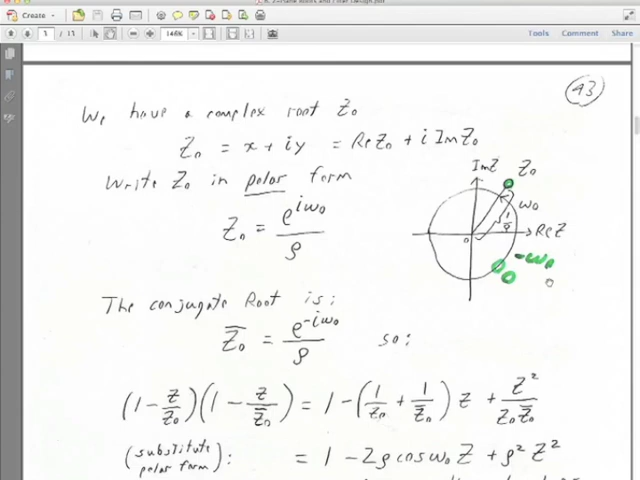 Create
1 / 11
146%
Tools
Comment
Share
43
We have a complex root Z₀
Z₀ = x + iy = Re Z₀ + i Im Z₀
Write Z₀ in polar form
Z₀ = e^{iω₀} / ρ
Im Z
Z₀
ω₀
1/ρ
0
Re Z
-ω₀
The conjugate Root is:
Z̅₀ = e^{-iω₀} / ρ so:
(1 - Z/Z₀)(1 - Z/Z̅₀) = 1 - (1/Z₀ + 1/Z̅₀) Z + Z²/(Z₀Z̅₀)
(substitute polar form): = 1 - 2ρ cos ω₀ Z + ρ² Z²